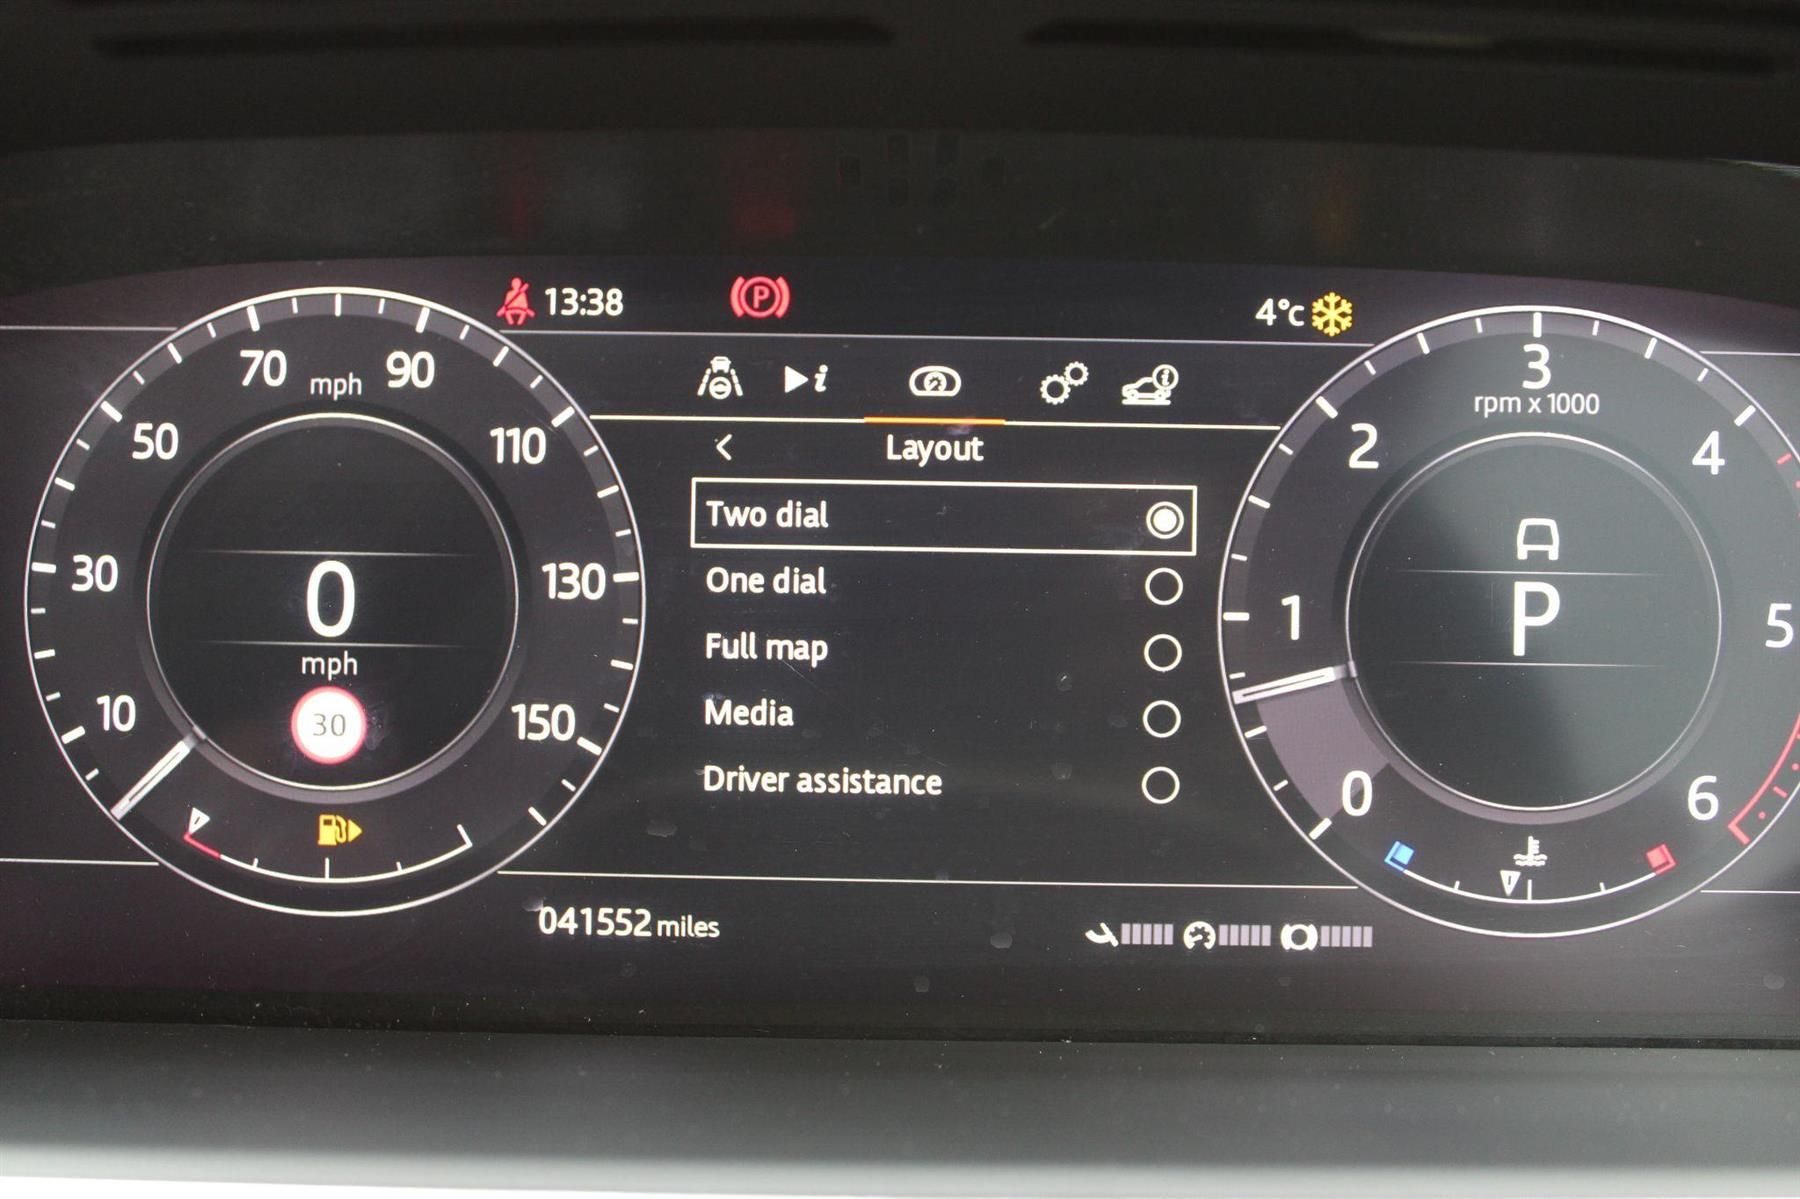 13:38
P
4°C
70 mph 90
50 110
30 130
10 150
0
mph
30
i
i
Layout
Two dial
One dial
Full map
Media
Driver assistance
3
rpm x 1000
2 4
1 5
0 6
P
041552 miles